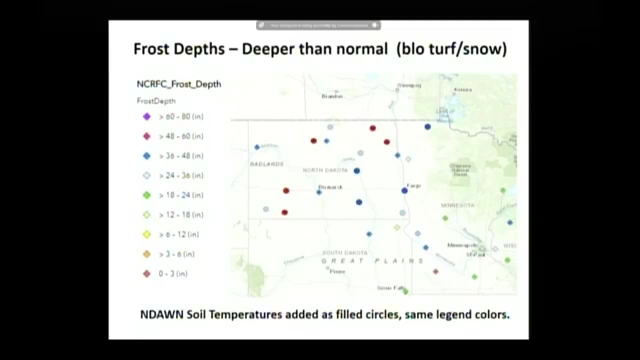 Frost Depths – Deeper than normal (blo turf/snow)
NCRFC_Frost_Depth
FrostDepth
> 60 - 80 (in)
> 48 - 60 (in)
> 36 - 48 (in)
> 24 - 36 (in)
> 18 - 24 (in)
> 12 - 18 (in)
> 6 - 12 (in)
> 3 - 6 (in)
0 - 3 (in)
Winnipeg
Brandon
Kenora
BADLANDS
NORTH DAKOTA
Bismarck
Fargo
MINNESOTA
Minneapolis
St Paul
SOUTH DAKOTA
GREAT PLAINS
Pierre
Sioux Falls
NDAWN Soil Temperatures added as filled circles, same legend colors.